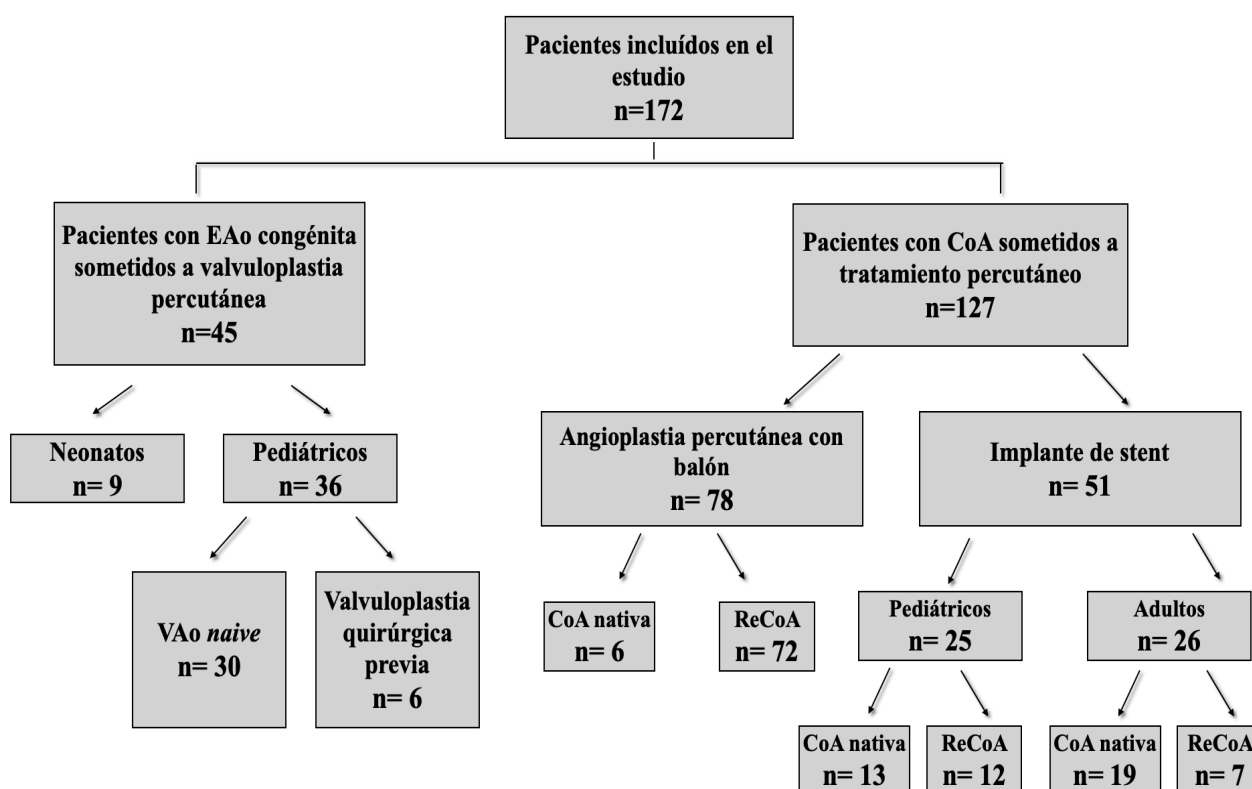 Pacientes incluídos en el
estudio
n=172
Pacientes con EAo congénita
sometidos a valvuloplastia
percutánea
n=45
Pacientes con CoA sometidos a
tratamiento percutáneo
n=127
Neonatos
n= 9
Pediátricos
n= 36
Angioplastia percutánea con
balón
n= 78
Implante de stent
n= 51
VAo naive
n= 30
Valvuloplastia
quirúrgica
previa
n= 6
CoA nativa
n= 6
ReCoA
n= 72
Pediátricos
n= 25
Adultos
n= 26
CoA nativa
n= 13
ReCoA
n= 12
CoA nativa
n= 19
ReCoA
n= 7